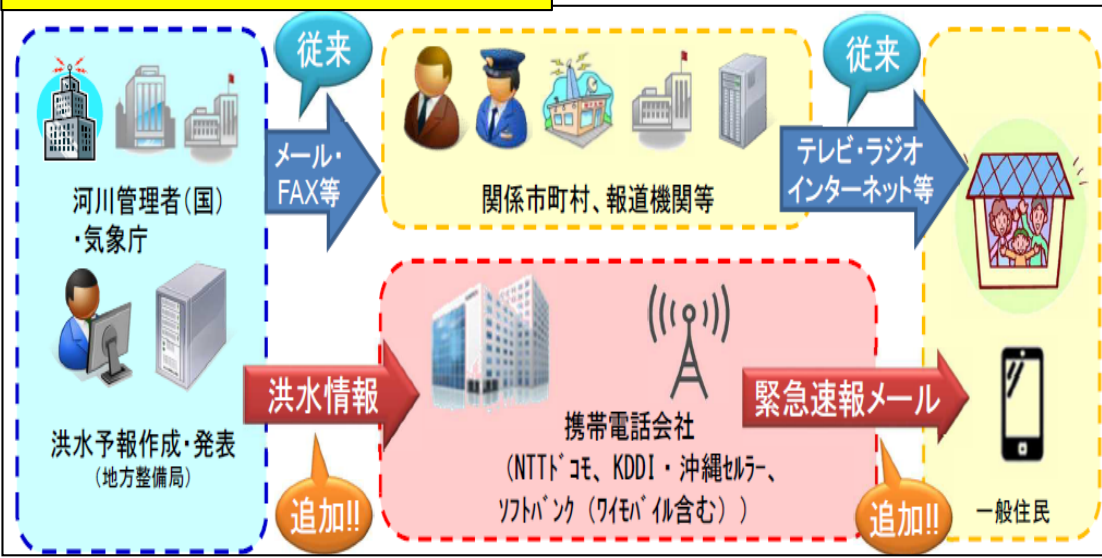 従来
従来
河川管理者(国)
・気象庁
メール・
FAX等
関係市町村、報道機関等
テレビ・ラジオ
インターネット等
洪水予報作成・発表
(地方整備局)
洪水情報
携帯電話会社
(NTTﾄﾞｺﾓ、KDDI・沖縄ｾﾙﾗｰ、
ｿﾌﾄﾊﾞﾝｸ(ﾜｲﾓﾊﾞｲﾙ含む))
緊急速報メール
追加!!
追加!!
一般住民